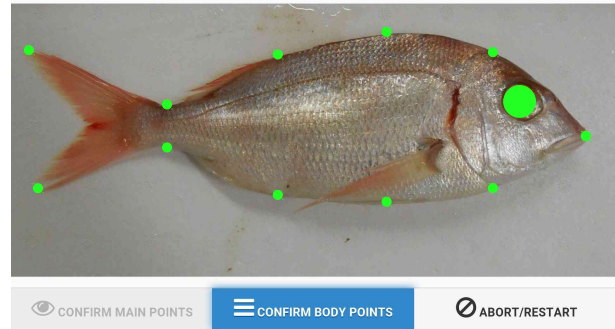 CONFIRM MAIN POINTS
CONFIRM BODY POINTS
ABORT/RESTART